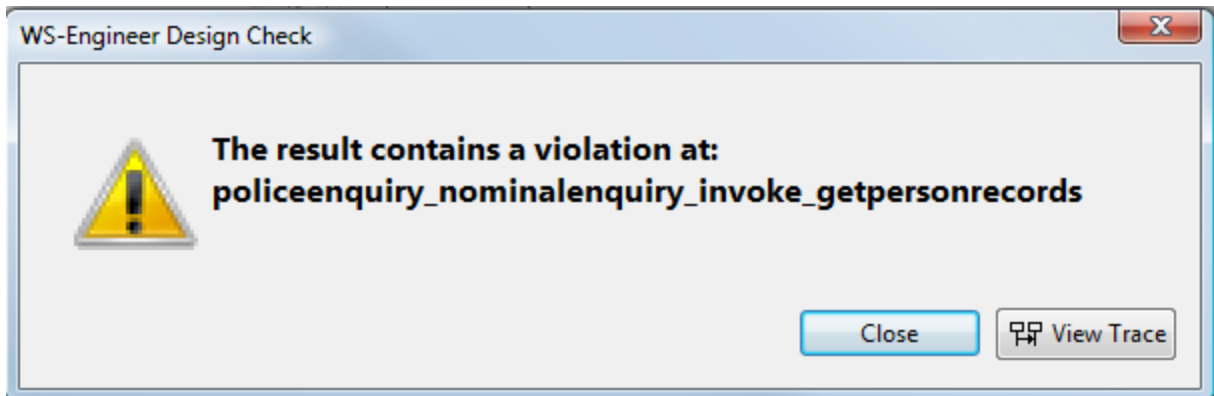 WS-Engineer Design Check
The result contains a violation at:
policeenquiry_nominalenquiry_invoke_getpersonrecords
Close
View Trace